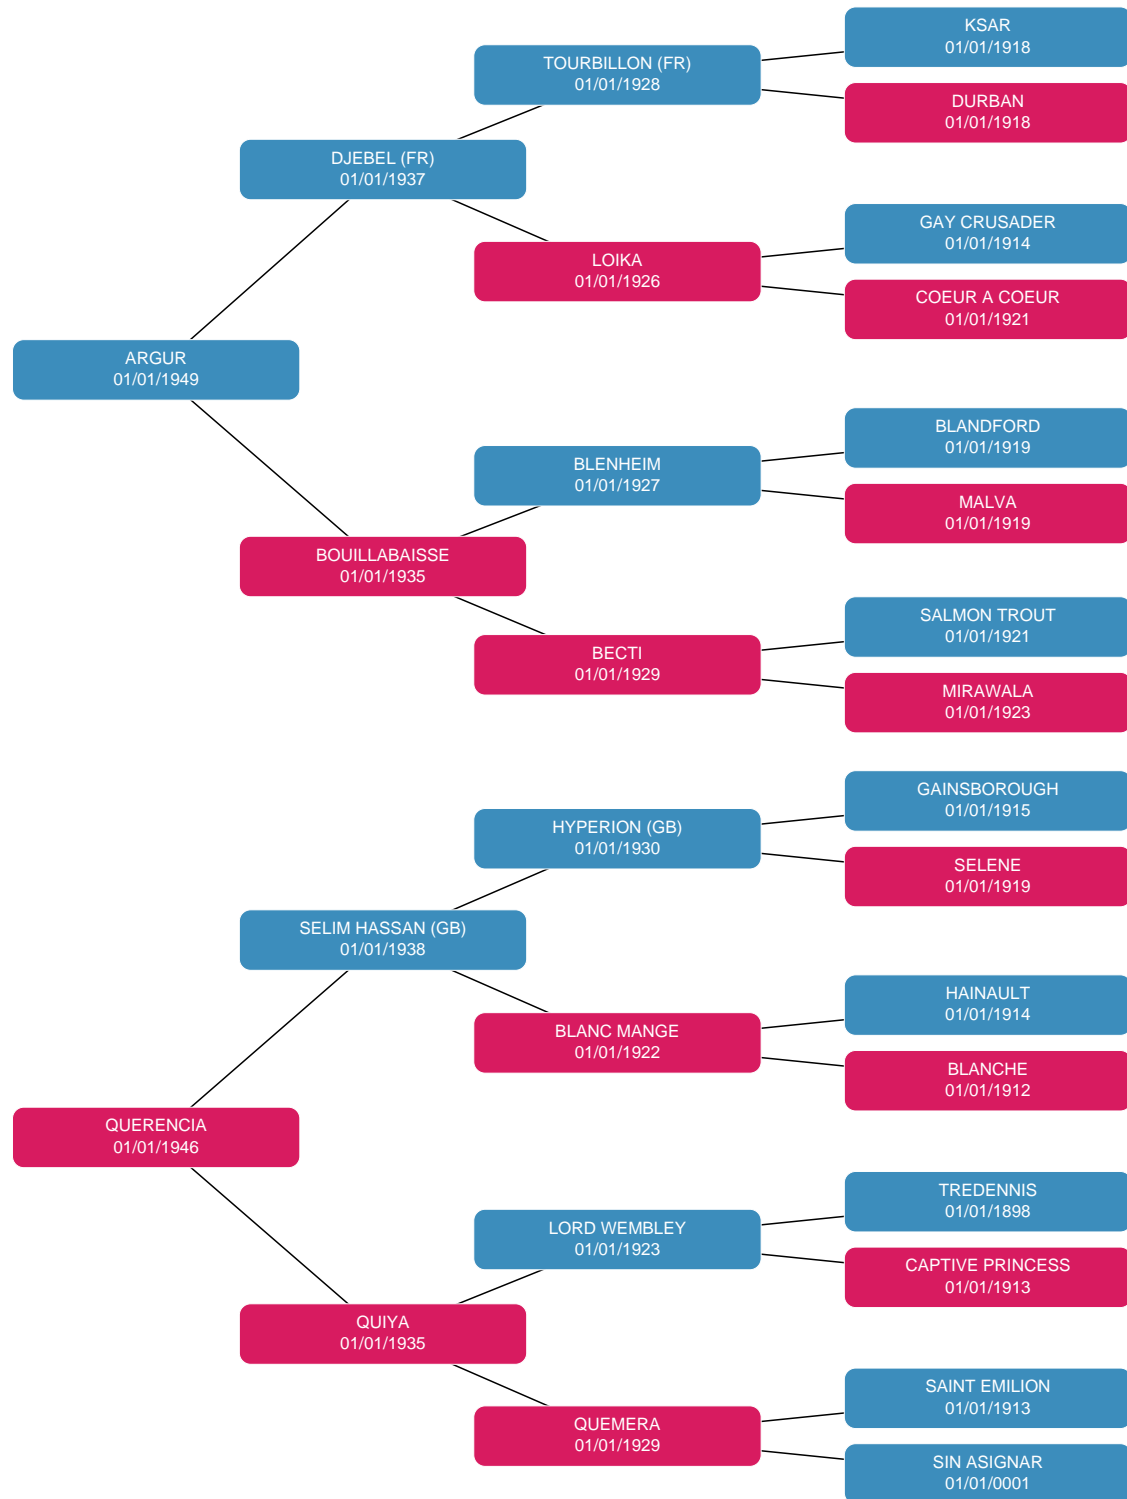 KSAR
01/01/1918
TOURBILLON (FR)
01/01/1928
DURBAN
01/01/1918
DJEBEL (FR)
01/01/1937
GAY CRUSADER
01/01/1914
LOIKA
01/01/1926
COEUR A COEUR
01/01/1921
ARGUR
01/01/1949
BLANDFORD
01/01/1919
BLENHEIM
01/01/1927
MALVA
01/01/1919
BOUILLABAISSE
01/01/1935
SALMON TROUT
01/01/1921
BECTI
01/01/1929
MIRAWALA
01/01/1923
GAINSBOROUGH
01/01/1915
HYPERION (GB)
01/01/1930
SELENE
01/01/1919
SELIM HASSAN (GB)
01/01/1938
HAINAULT
01/01/1914
BLANC MANGE
01/01/1922
BLANCHE
01/01/1912
QUERENCIA
01/01/1946
TREDENNIS
01/01/1898
LORD WEMBLEY
01/01/1923
CAPTIVE PRINCESS
01/01/1913
QUIYA
01/01/1935
SAINT EMILION
01/01/1913
QUEMERA
01/01/1929
SIN ASIGNAR
01/01/0001